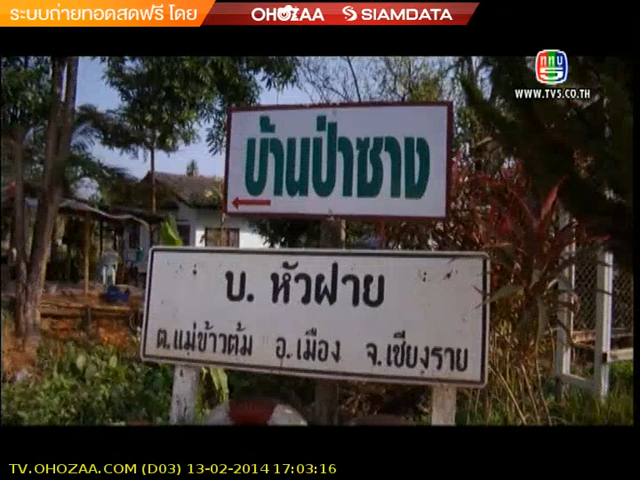 ระบบถ่ายทอดสดฟรี โดย OHOZAA SIAMDATA
ททบ
5
WWW.TV5.CO.TH
บ้านป่าซาง
บ. หัวฝาย
ต.แม่ข้าวต้ม อ.เมือง จ.เชียงราย
TV.OHOZAA.COM (D03) 13-02-2014 17:03:16